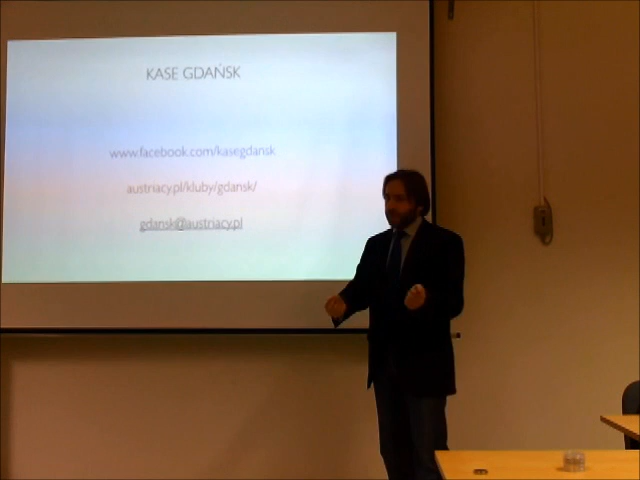 KASE GDAŃSK
www.facebook.com/kasegdansk
austriacy.pl/kluby/gdansk/
gdansk@austriacy.pl